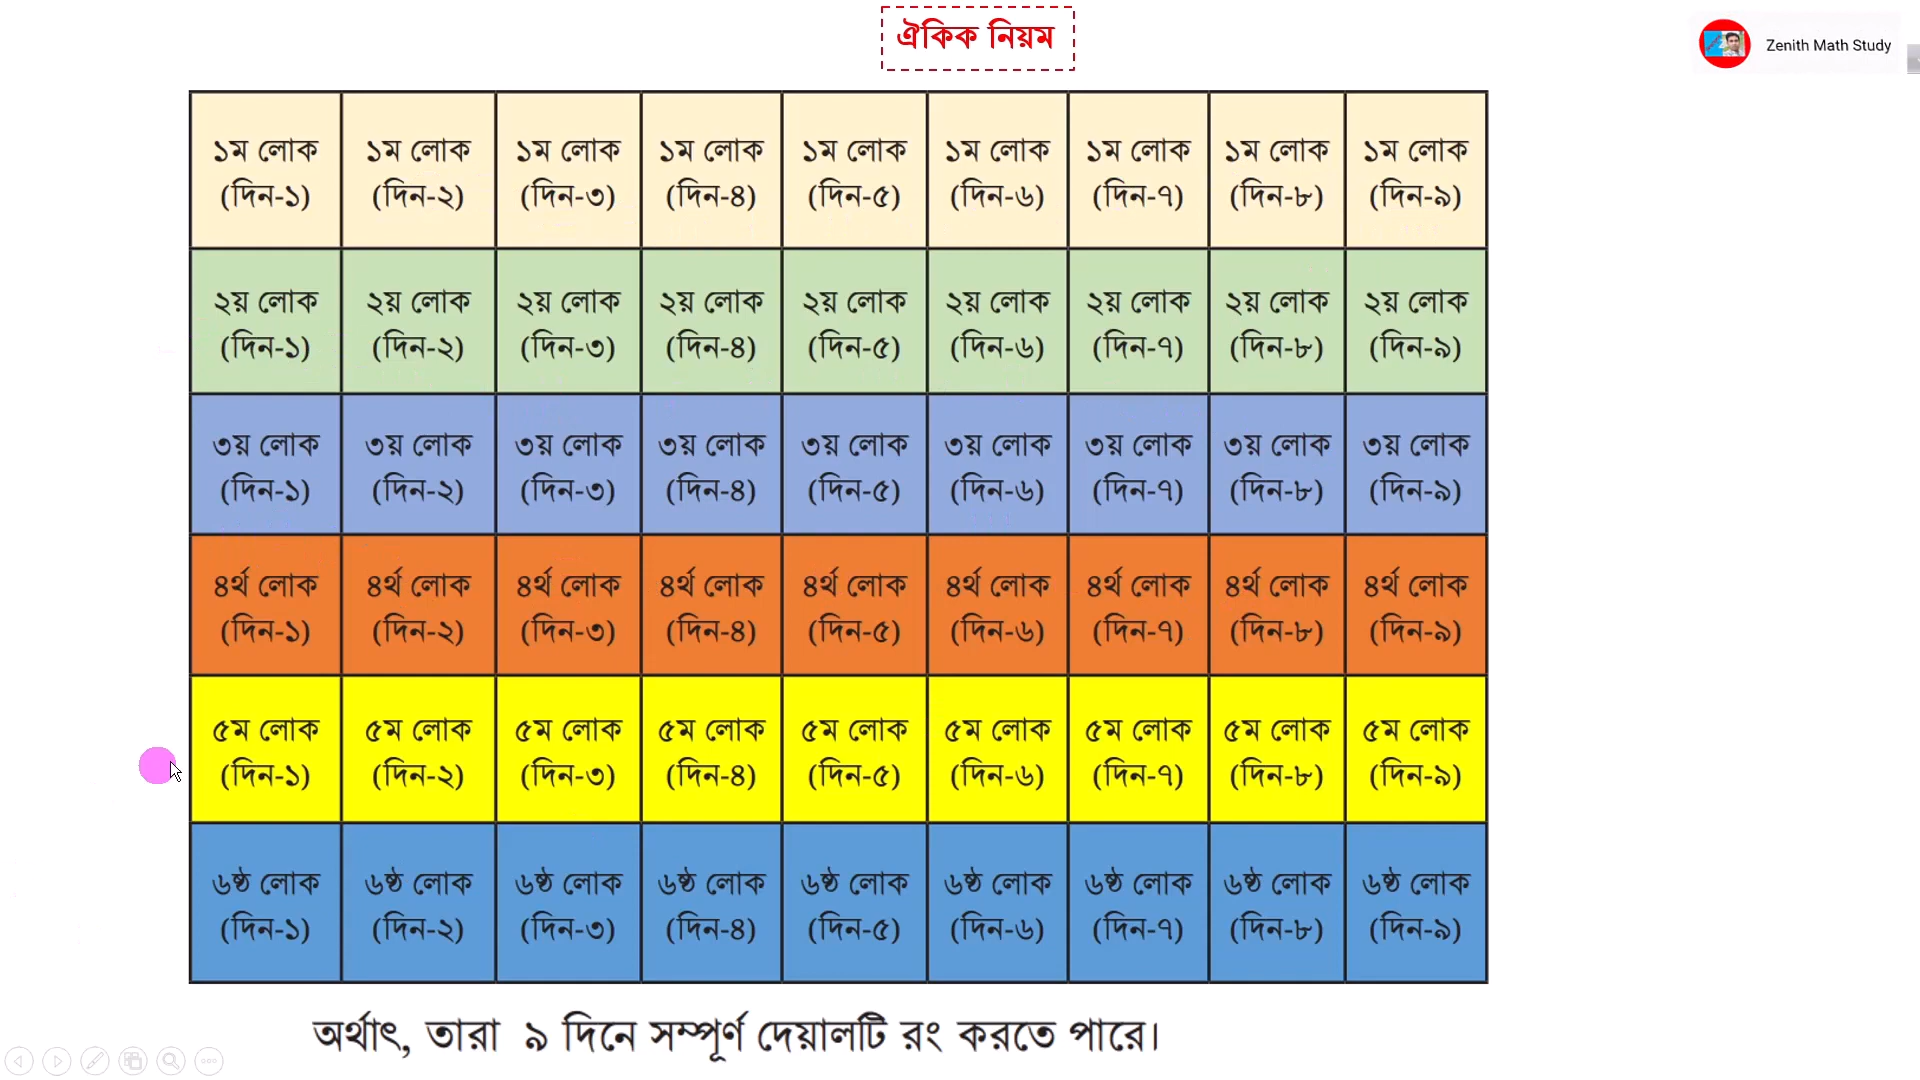 ঐকিক নিয়ম
Zenith Math Study
১ম লোক ১ম লোক ১ম লোক ১ম লোক ১ম লোক ১ম লোক ১ম লোক ১ম লোক ১ম লোক
(দিন-১) (দিন-২) (দিন-৩) (দিন-৪) (দিন-৫) (দিন-৬) (দিন-৭) (দিন-৮) (দিন-৯)
২য় লোক ২য় লোক ২য় লোক ২য় লোক ২য় লোক ২য় লোক ২য় লোক ২য় লোক ২য় লোক
(দিন-১) (দিন-২) (দিন-৩) (দিন-৪) (দিন-৫) (দিন-৬) (দিন-৭) (দিন-৮) (দিন-৯)
৩য় লোক ৩য় লোক ৩য় লোক ৩য় লোক ৩য় লোক ৩য় লোক ৩য় লোক ৩য় লোক ৩য় লোক
(দিন-১) (দিন-২) (দিন-৩) (দিন-৪) (দিন-৫) (দিন-৬) (দিন-৭) (দিন-৮) (দিন-৯)
৪র্থ লোক ৪র্থ লোক ৪র্থ লোক ৪র্থ লোক ৪র্থ লোক ৪র্থ লোক ৪র্থ লোক ৪র্থ লোক ৪র্থ লোক
(দিন-১) (দিন-২) (দিন-৩) (দিন-৪) (দিন-৫) (দিন-৬) (দিন-৭) (দিন-৮) (দিন-৯)
৫ম লোক ৫ম লোক ৫ম লোক ৫ম লোক ৫ম লোক ৫ম লোক ৫ম লোক ৫ম লোক ৫ম লোক
(দিন-১) (দিন-২) (দিন-৩) (দিন-৪) (দিন-৫) (দিন-৬) (দিন-৭) (দিন-৮) (দিন-৯)
৬ষ্ঠ লোক ৬ষ্ঠ লোক ৬ষ্ঠ লোক ৬ষ্ঠ লোক ৬ষ্ঠ লোক ৬ষ্ঠ লোক ৬ষ্ঠ লোক ৬ষ্ঠ লোক ৬ষ্ঠ লোক
(দিন-১) (দিন-২) (দিন-৩) (দিন-৪) (দিন-৫) (দিন-৬) (দিন-৭) (দিন-৮) (দিন-৯)
অর্থাৎ, তারা ৯ দিনে সম্পূর্ণ দেয়ালটি রং করতে পারে।